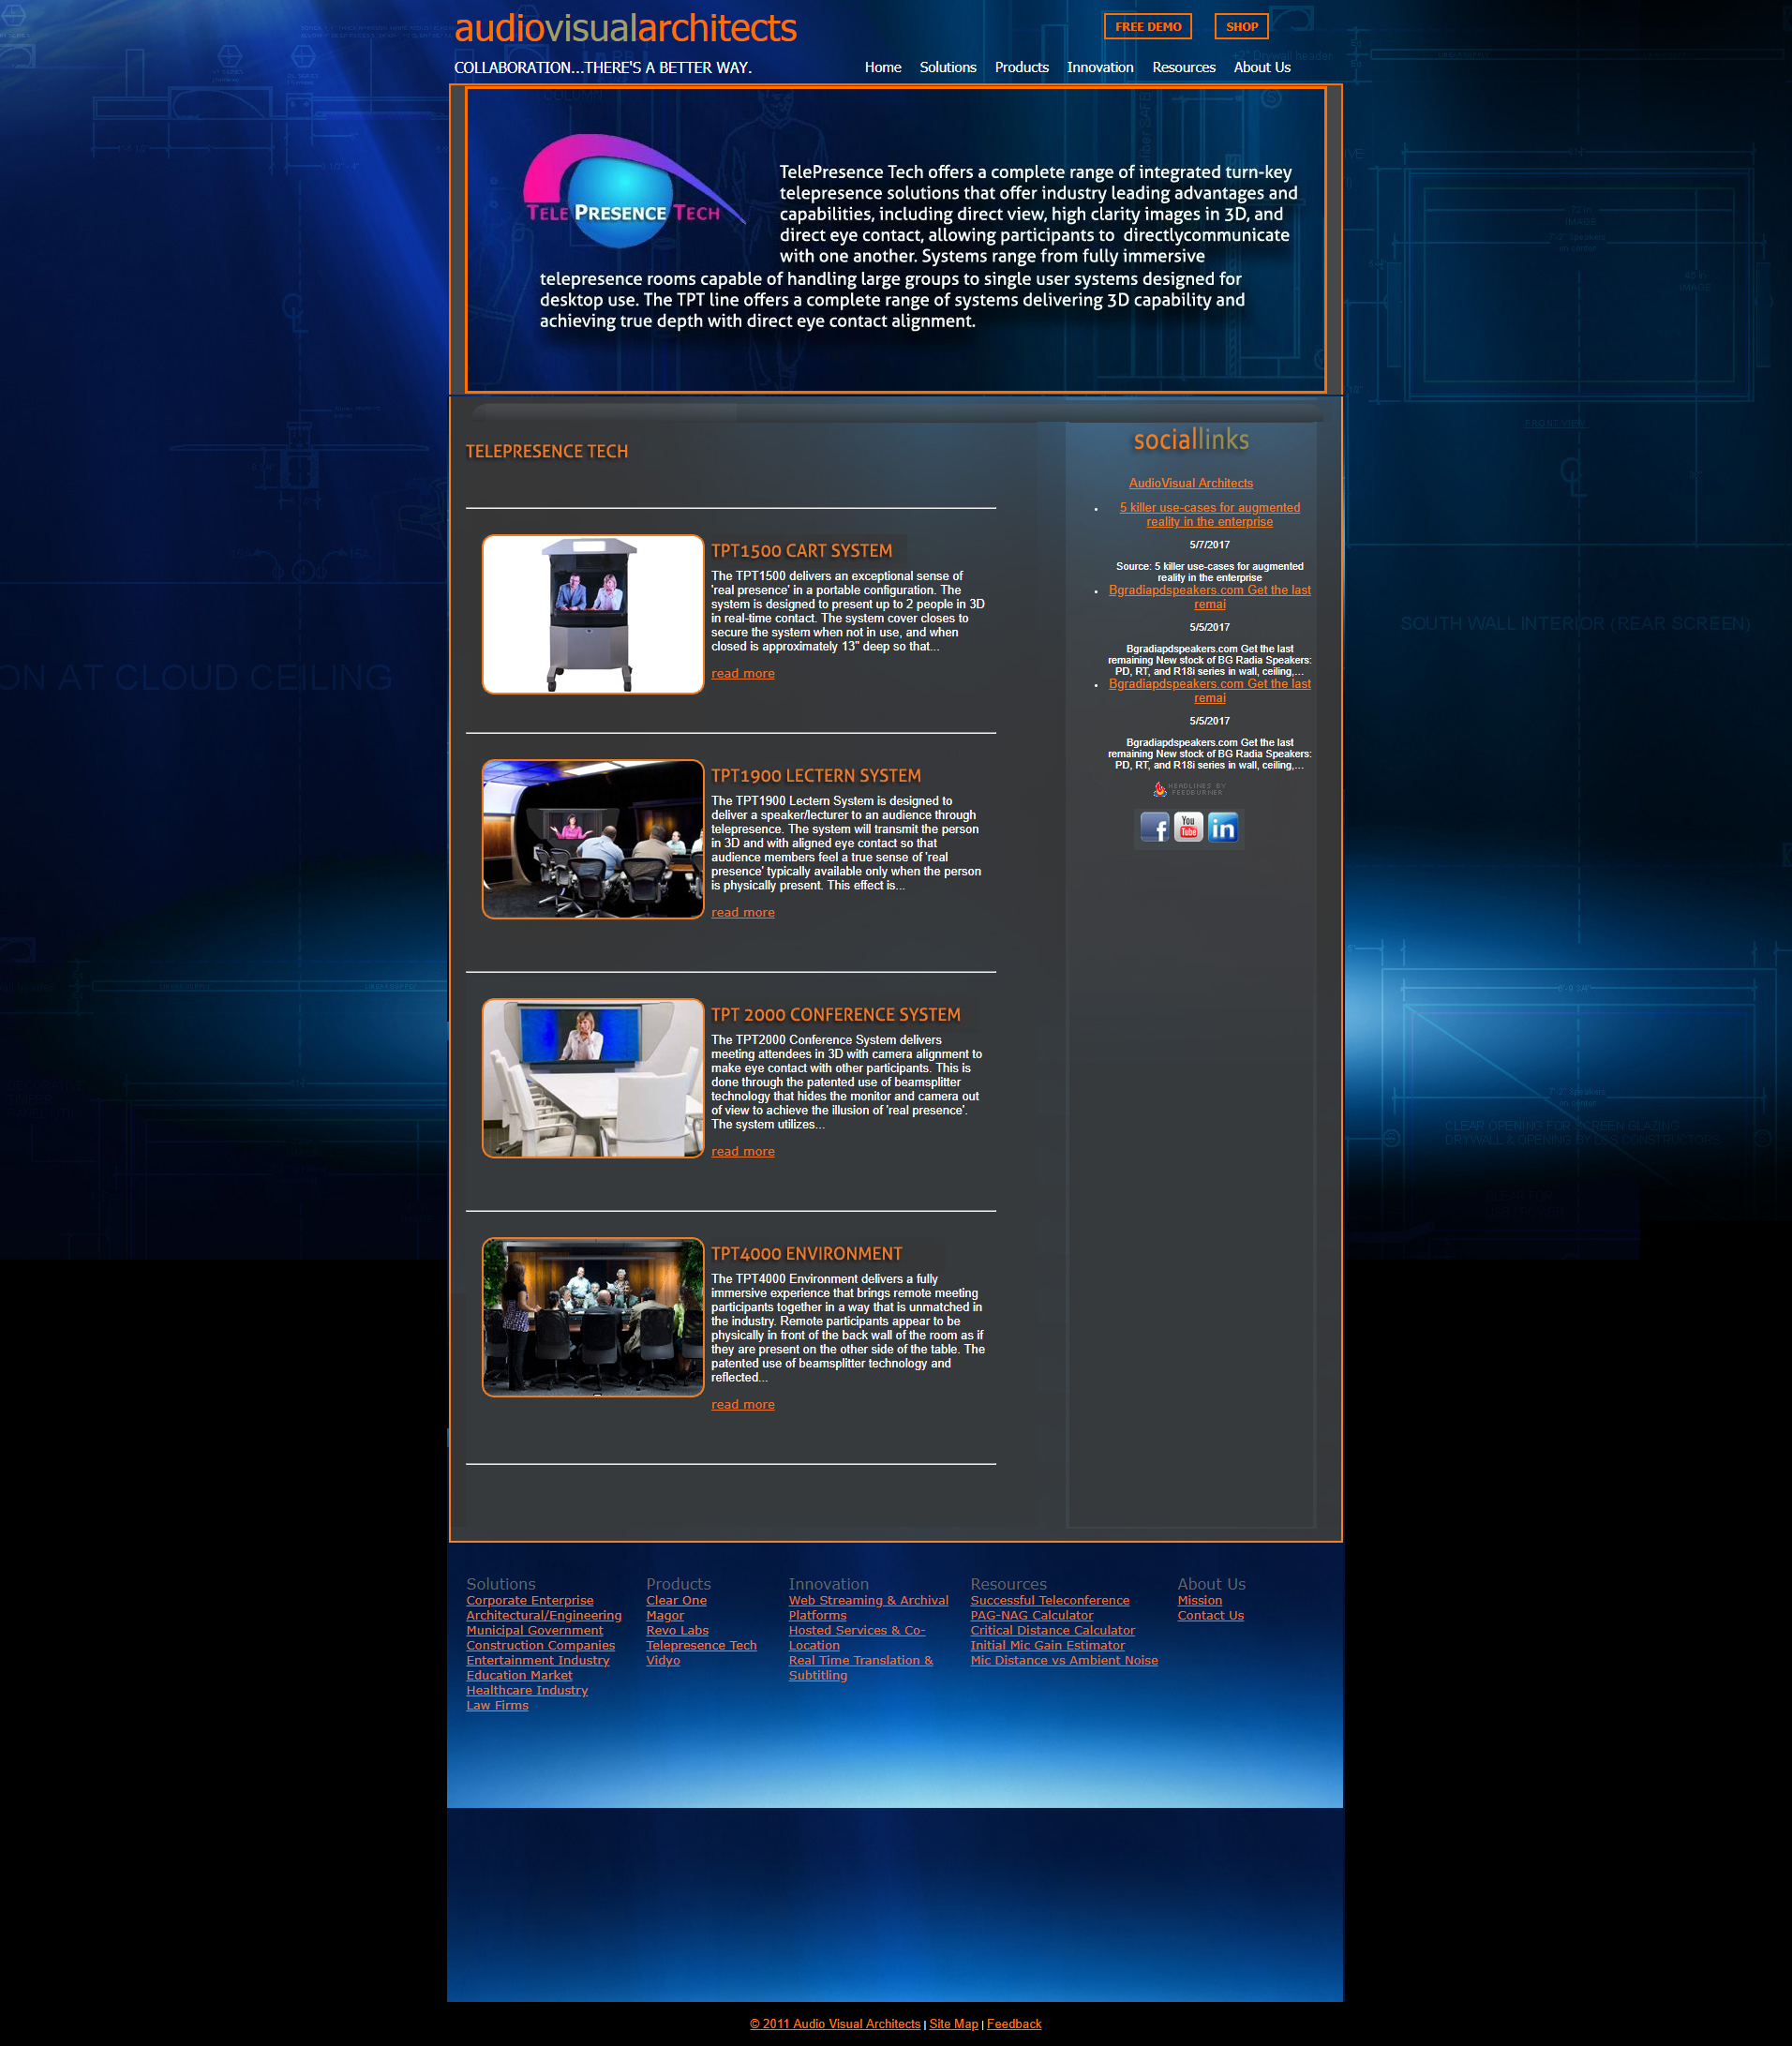 audiovisualarchitects
FREE DEMO
SHOP
COLLABORATION...THERE'S A BETTER WAY.
Home
Solutions
Products
Innovation
Resources
About Us
TELE PRESENCE TECH
TelePresence Tech offers a complete range of integrated turn-key
telepresence solutions that offer industry leading advantages and
capabilities, including direct view, high clarity images in 3D, and
direct eye contact, allowing participants to directlycommunicate
with one another. Systems range from fully immersive
telepresence rooms capable of handling large groups to single user systems designed for
desktop use. The TPT line offers a complete range of systems delivering 3D capability and
achieving true depth with direct eye contact alignment.
TELEPRESENCE TECH
TPT1500 CART SYSTEM
The TPT1500 delivers an exceptional sense of
'real presence' in a portable configuration. The
system is designed to present up to 2 people in 3D
in real-time contact. The system cover closes to
secure the system when not in use, and when
closed is approximately 13" deep so that...
read more
TPT1900 LECTERN SYSTEM
The TPT1900 Lectern System is designed to
deliver a speaker/lecturer to an audience through
telepresence. The system will transmit the person
in 3D and with aligned eye contact so that
audience members feel a true sense of 'real
presence' typically available only when the person
is physically present. This effect is...
read more
TPT 2000 CONFERENCE SYSTEM
The TPT2000 Conference System delivers
meeting attendees in 3D with camera alignment to
make eye contact with other participants. This is
done through the patented use of beamsplitter
technology that hides the monitor and camera out
of view to achieve the illusion of 'real presence'.
The system utilizes...
read more
TPT4000 ENVIRONMENT
The TPT4000 Environment delivers a fully
immersive experience that brings remote meeting
participants together in a way that is unmatched in
the industry. Remote participants appear to be
physically in front of the back wall of the room as if
they are present on the other side of the table. The
patented use of beamsplitter technology and
reflected...
read more
sociallinks
AudioVisual Architects
5 killer use-cases for augmented
reality in the enterprise
5/7/2017
Source: 5 killer use-cases for augmented
reality in the enterprise
Bgradiapdspeakers.com Get the last
remai
5/5/2017
Bgradiapdspeakers.com Get the last
remaining New stock of BG Radia Speakers:
PD, RT, and R18i series in wall, ceiling,...
Bgradiapdspeakers.com Get the last
remai
5/5/2017
Bgradiapdspeakers.com Get the last
remaining New stock of BG Radia Speakers:
PD, RT, and R18i series in wall, ceiling,...
HEADLINES BY
FEEDBURNER
f
You
Tube
in
ON AT CLOUD CEILING
SOUTH WALL INTERIOR (REAR SCREEN)
FRONT VIEW
CLEAR OPENING FOR SCREEN GLAZING
Solutions
Corporate Enterprise
Architectural/Engineering
Municipal Government
Construction Companies
Entertainment Industry
Education Market
Healthcare Industry
Law Firms
Products
Clear One
Magor
Revo Labs
Telepresence Tech
Vidyo
Innovation
Web Streaming & Archival
Platforms
Hosted Services & Co-
Location
Real Time Translation &
Subtitling
Resources
Successful Teleconference
PAG-NAG Calculator
Critical Distance Calculator
Initial Mic Gain Estimator
Mic Distance vs Ambient Noise
About Us
Mission
Contact Us
© 2011 Audio Visual Architects | Site Map | Feedback